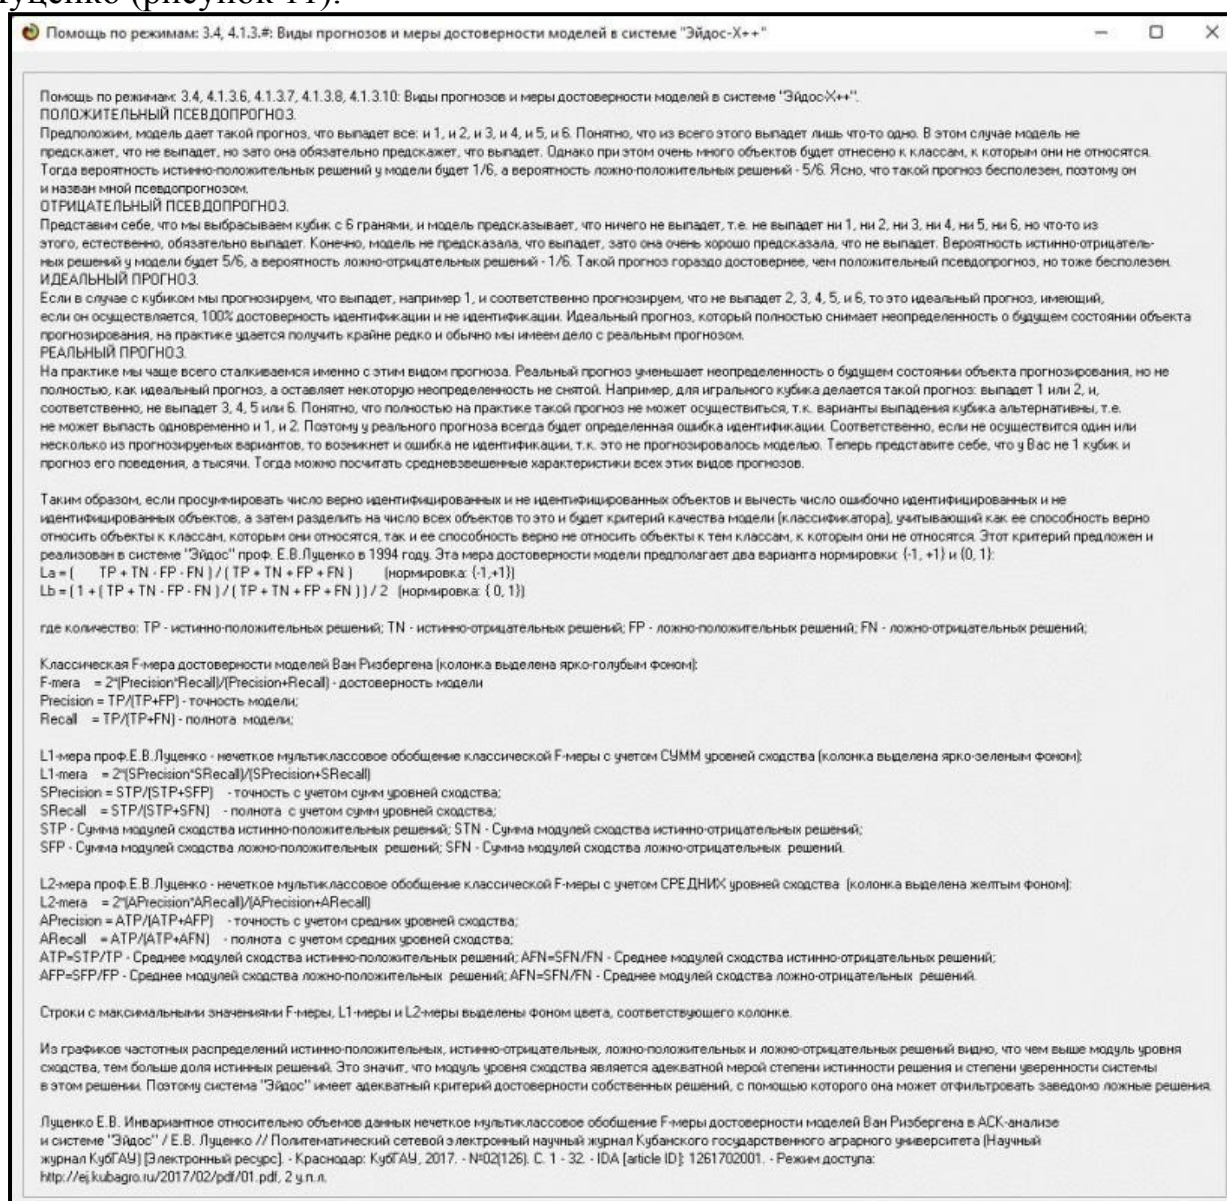 (рисунок 11).
Помощь по режимам: 3.4, 4.1.3.#: Виды прогнозов и меры достоверности моделей в системе "Эйдос-Х++"
Помощь по режимам: 3.4, 4.1.3.6, 4.1.3.7, 4.1.3.8, 4.1.3.10: Виды прогнозов и меры достоверности моделей в системе "Эйдос-Х++".
ПОЛОЖИТЕЛЬНЫЙ ПСЕВДОПРОГНОЗ.
Предположим, модель дает такой прогноз, что выпадет все: и 1, и 2, и 3, и 4, и 5, и 6. Понятно, что из всего этого выпадет лишь что-то одно. В этом случае модель не
предскажет, что не выпадет, но зато она обязательно предскажет, что выпадет. Однако при этом очень много объектов будет отнесено к классам, к которым они не относятся.
Тогда вероятность истинно-положительных решений у модели будет 1/6, а вероятность ложно-положительных решений - 5/6. Ясно, что такой прогноз бесполезен, поэтому он
и назван мной псевдопрогнозом.
ОТРИЦАТЕЛЬНЫЙ ПСЕВДОПРОГНОЗ.
Представим себе, что мы выбрасываем кубик с 6 гранями, и модель предсказывает, что ничего не выпадет, т.е. не выпадет ни 1, ни 2, ни 3, ни 4, ни 5, ни 6, но что-то из
этого, естественно, обязательно выпадет. Конечно, модель не предсказала, что выпадет, зато она очень хорошо предсказала, что не выпадет. Вероятность истинно-отрицатель-
ных решений у модели будет 5/6, а вероятность ложно-отрицательных решений - 1/6. Такой прогноз гораздо достовернее, чем положительный псевдопрогноз, но тоже бесполезен.
ИДЕАЛЬНЫЙ ПРОГНОЗ.
Если в случае с кубиком мы прогнозируем, что выпадет, например 1, и соответственно прогнозируем, что не выпадет 2, 3, 4, 5, и 6, то это идеальный прогноз, имеющий,
если он осуществляется, 100% достоверность идентификации и не идентификации. Идеальный прогноз, который полностью снимает неопределенность о будущем состоянии объекта
прогнозирования, на практике удается получить крайне редко и обычно мы имеем дело с реальным прогнозом.
РЕАЛЬНЫЙ ПРОГНОЗ.
На практике мы чаще всего сталкиваемся именно с этим видом прогноза. Реальный прогноз уменьшает неопределенность о будущем состоянии объекта прогнозирования, но не
полностью, как идеальный прогноз, а оставляет некоторую неопределенность не снятой. Например, для игрального кубика делается такой прогноз: выпадет 1 или 2, и,
соответственно, не выпадет 3, 4, 5 или 6. Понятно, что полностью на практике такой прогноз не может осуществиться, т.к. варианты выпадения кубика альтернативны, т.е.
не может выпасть одновременно и 1, и 2. Поэтому у реального прогноза всегда будет определенная ошибка идентификации. Соответственно, если не осуществится один или
несколько из прогнозируемых вариантов, то возникнет и ошибка не идентификации, т.к. это не прогнозировалось моделью. Теперь представите себе, что у Вас не 1 кубик и
прогноз его поведения, а тысячи. Тогда можно посчитать средневзвешенные характеристики всех этих видов прогнозов.
Таким образом, если просуммировать число верно идентифицированных и не идентифицированных объектов и вычесть число ошибочно идентифицированных и не
идентифицированных объектов, а затем разделить на число всех объектов то это и будет критерий качества модели (классификатора), учитывающий как ее способность верно
относить объекты к классам, которым они относятся, так и ее способность верно не относить объекты к тем классам, к которым они не относятся. Этот критерий предложен и
реализован в системе "Эйдос" проф. Е.В.Луценко в 1994 году. Эта мера достоверности модели предполагает два варианта нормировки: {-1, +1} и {0, 1}:
La = ( TP + TN - FP - FN ) / ( TP + TN + FP + FN ) (нормировка: {-1,+1})
Lb = ( 1 + ( TP + TN - FP - FN ) / ( TP + TN + FP + FN ) ) / 2 (нормировка: { 0, 1})
где количество: TP - истинно-положительных решений; TN - истинно-отрицательных решений; FP - ложно-положительных решений; FN - ложно-отрицательных решений;
Классическая F-мера достоверности моделей Ван Ризбергена (колонка выделена ярко-голубым фоном):
F-mera = 2*(Precision*Recall)/(Precision+Recall) - достоверность модели
Precision = TP/(TP+FP) - точность модели;
Recall = TP/(TP+FN) - полнота модели;
L1-мера проф.Е.В.Луценко - нечеткое мультиклассовое обобщение классической F-меры с учетом СУММ уровней сходства (колонка выделена ярко-зеленым фоном):
L1-mera = 2*(SPrecision*SRecall)/(SPrecision+SRecall)
SPrecision = STP/(STP+SFP) - точность с учетом сумм уровней сходства;
SRecall = STP/(STP+SFN) - полнота с учетом сумм уровней сходства;
STP - Сумма модулей сходства истинно-положительных решений; STN - Сумма модулей сходства истинно-отрицательных решений;
SFP - Сумма модулей сходства ложно-положительных решений; SFN - Сумма модулей сходства ложно-отрицательных решений.
L2-мера проф.Е.В.Луценко - нечеткое мультиклассовое обобщение классической F-меры с учетом СРЕДНИХ уровней сходства (колонка выделена желтым фоном):
L2-mera = 2*(APrecision*ARecall)/(APrecision+ARecall)
APrecision = ATP/(ATP+AFP) - точность с учетом средних уровней сходства;
ARecall = ATP/(ATP+AFN) - полнота с учетом средних уровней сходства;
ATP=STP/TP - Среднее модулей сходства истинно-положительных решений; AFN=SFN/FN - Среднее модулей сходства истинно-отрицательных решений;
AFP=SFP/FP - Среднее модулей сходства ложно-положительных решений; AFN=SFN/FN - Среднее модулей сходства ложно-отрицательных решений.
Строки с максимальными значениями F-меры, L1-меры и L2-меры выделены фоном цвета, соответствующего колонке.
Из графиков частотных распределений истинно-положительных, истинно-отрицательных, ложно-положительных и ложно-отрицательных решений видно, что чем выше модуль уровня
сходства, тем больше доля истинных решений. Это значит, что модуль уровня сходства является адекватной мерой степени истинности решения и степени уверенности системы
в этом решении. Поэтому система "Эйдос" имеет адекватный критерий достоверности собственных решений, с помощью которого она может отфильтровать заведомо ложные решения.
Луценко Е.В. Инвариантное относительно объемов данных нечеткое мультиклассовое обобщение F-меры достоверности моделей Ван Ризбергена в АСК-анализе
и системе "Эйдос" / Е.В. Луценко // Политематический сетевой электронный научный журнал Кубанского государственного аграрного университета (Научный
журнал КубГАУ) [Электронный ресурс]. - Краснодар: КубГАУ, 2017. - №02(126). С. 1 - 32. - IDA [article ID]: 1261702001. - Режим доступа:
http://ej.kubagro.ru/2017/02/pdf/01.pdf, 2 у.п.л.